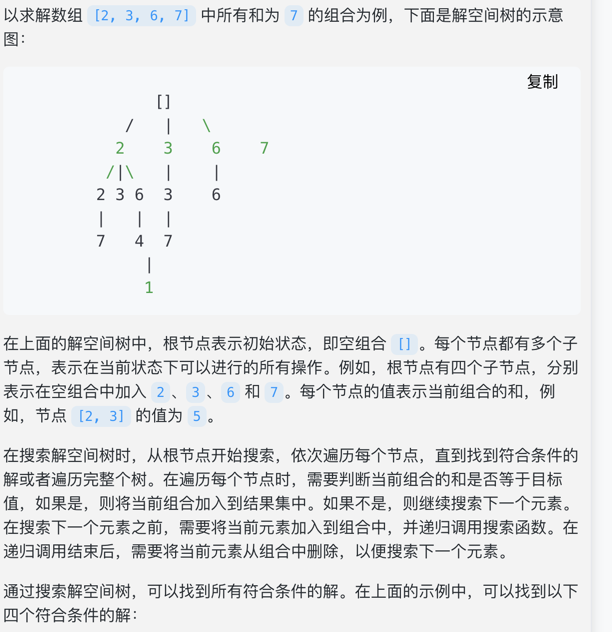 以求解数组 [2, 3, 6, 7] 中所有和为 7 的组合为例，下面是解空间树的示意
图：
复制
[]
/ | \
2 3 6 7
/|\ | |
2 3 6 3 6
| | |
7 4 7
|
1
在上面的解空间树中，根节点表示初始状态，即空组合 []。每个节点都有多个子
节点，表示在当前状态下可以进行的所有操作。例如，根节点有四个子节点，分别
表示在空组合中加入 2、3、6 和 7。每个节点的值表示当前组合的和，例
如，节点 [2, 3] 的值为 5。
在搜索解空间树时，从根节点开始搜索，依次遍历每个节点，直到找到符合条件的
解或者遍历完整个树。在遍历每个节点时，需要判断当前组合的和是否等于目标
值，如果是，则将当前组合加入到结果集中。如果不是，则继续搜索下一个元素。
在搜索下一个元素之前，需要将当前元素加入到组合中，并递归调用搜索函数。在
递归调用结束后，需要将当前元素从组合中删除，以便搜索下一个元素。
通过搜索解空间树，可以找到所有符合条件的解。在上面的示例中，可以找到以下
四个符合条件的解：